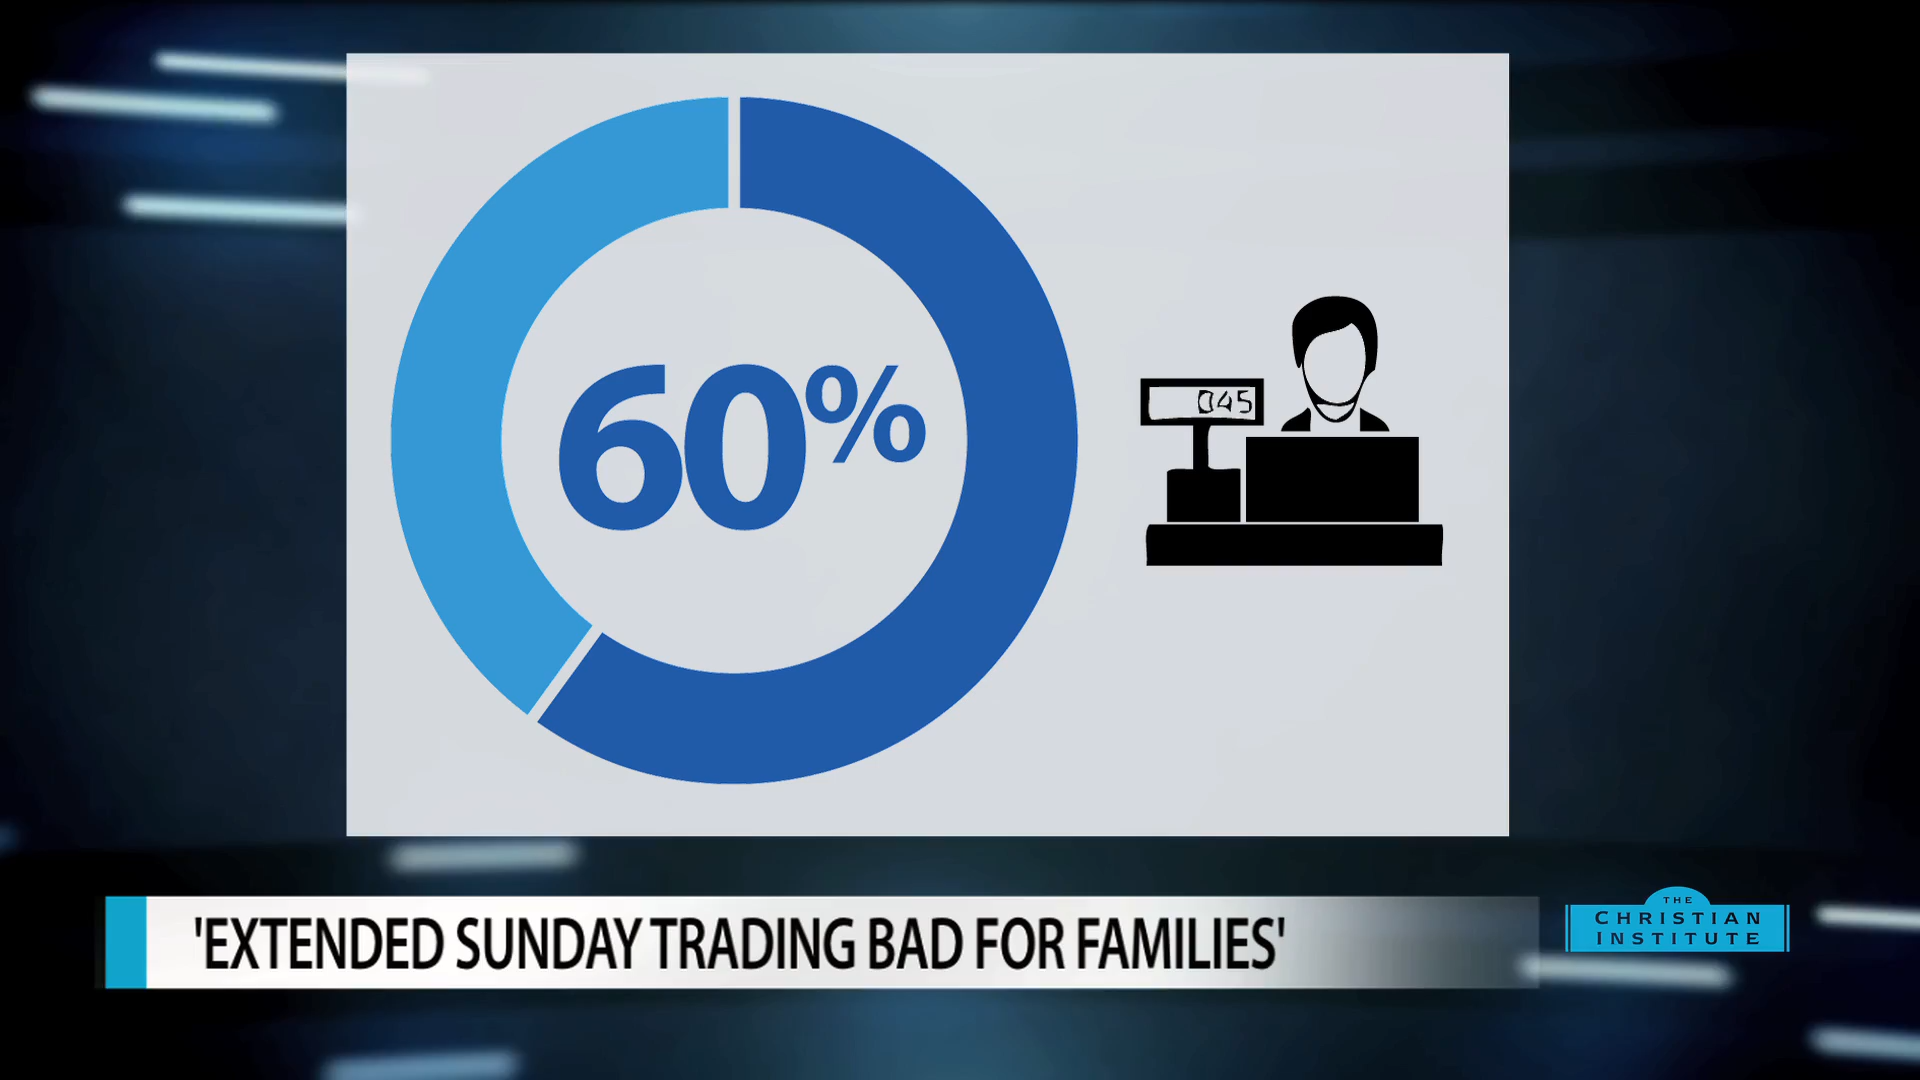 60%
045
'EXTENDED SUNDAY TRADING BAD FOR FAMILIES'
THE
CHRISTIAN
INSTITUTE